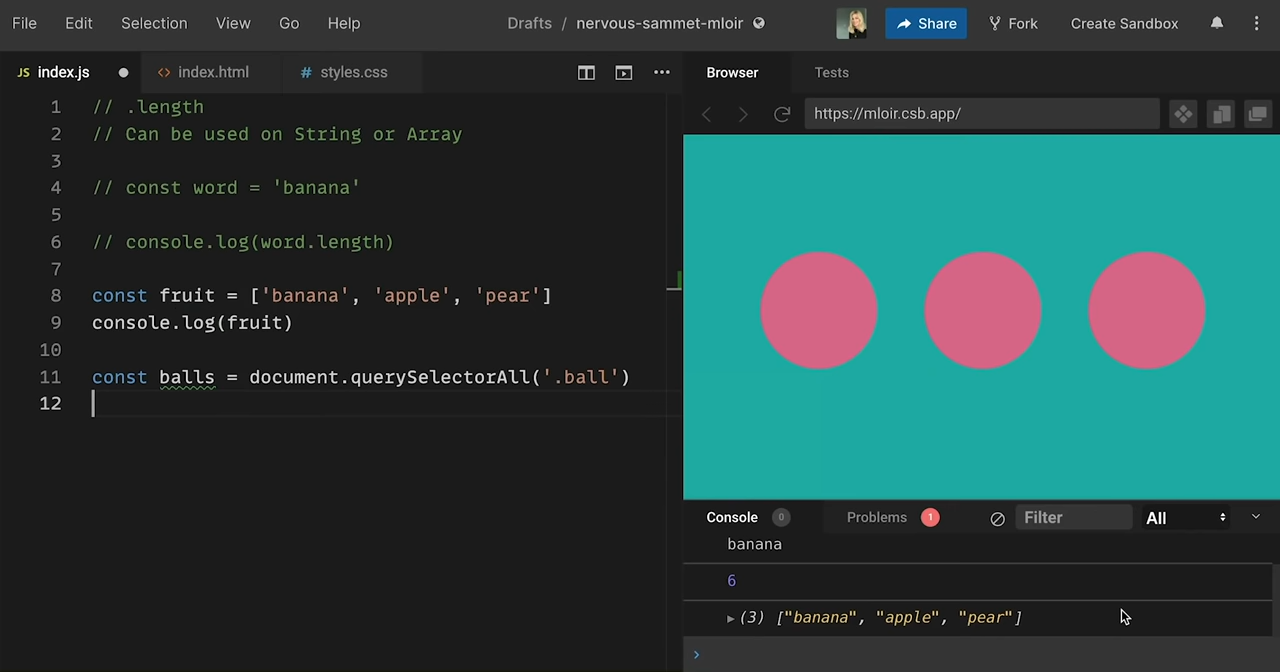 File Edit Selection View Go Help Drafts / nervous-sammet-mloir Share Fork Create Sandbox
JS index.js <> index.html # styles.css ••• Browser Tests
https://mloir.csb.app/
1 // .length
2 // Can be used on String or Array
3
4 // const word = 'banana'
5
6 // console.log(word.length)
7
8 const fruit = ['banana', 'apple', 'pear']
9 console.log(fruit)
10
11 const balls = document.querySelectorAll('.ball')
12
Console 0 Problems 1 Filter All
banana
6
▶ (3) ["banana", "apple", "pear"]
›